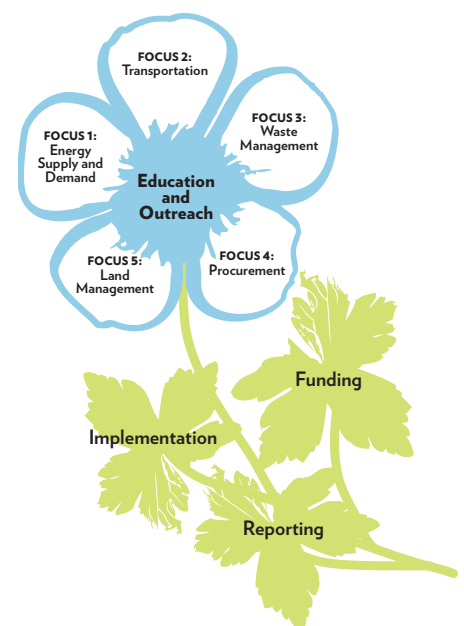 FOCUS 2:
Transportation
FOCUS 3:
Waste
Management
FOCUS 1:
Energy
Supply and
Demand
Education
and
Outreach
FOCUS 4:
Procurement
FOCUS 5:
Land
Management
Funding
Implementation
Reporting